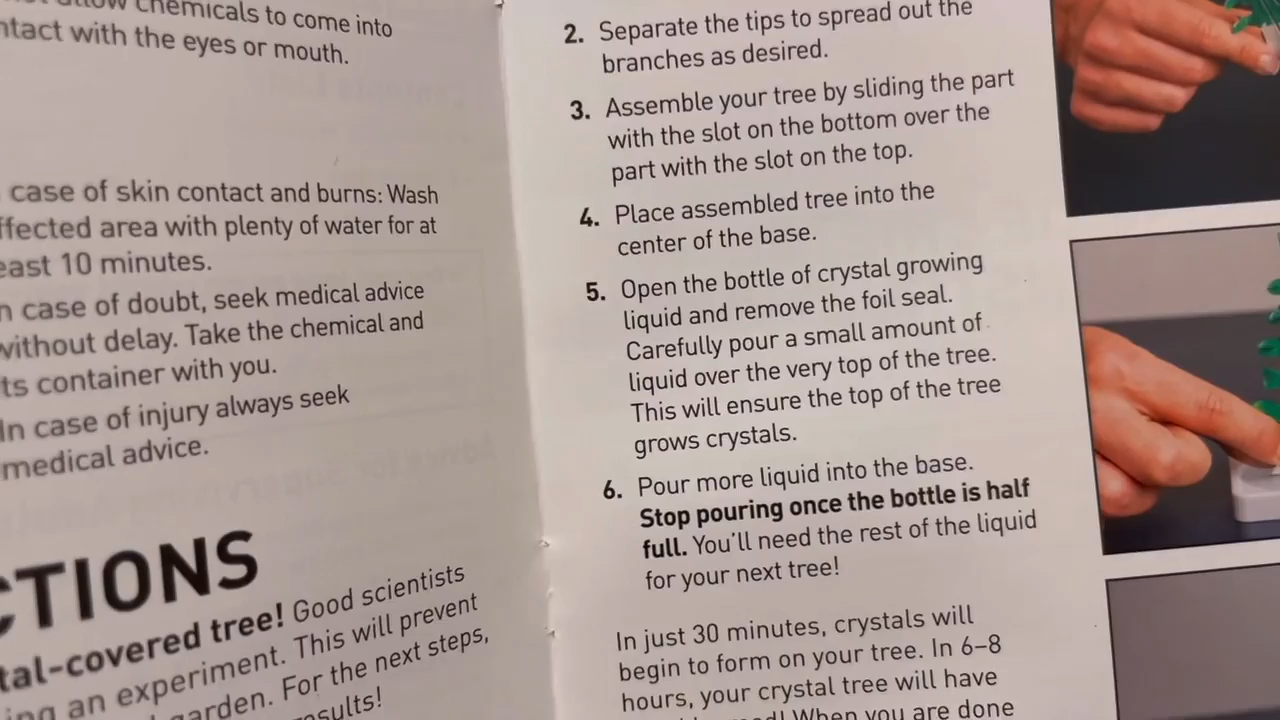 chemicals to come into
with the eyes or mouth.
case of skin contact and burns: Wash
area with plenty of water for at
10 minutes.
case of doubt, seek medical advice
without delay. Take the chemical and
container with you.
In case of injury always seek
medical advice.
tree! Good scientists
an experiment. This will prevent
For the next steps,
2. Separate the tips to spread out the
branches as desired.
3. Assemble your tree by sliding the part
with the slot on the bottom over the
part with the slot on the top.
4. Place assembled tree into the
center of the base.
5. Open the bottle of crystal growing
liquid and remove the foil seal.
Carefully pour a small amount of
liquid over the very top of the tree.
This will ensure the top of the tree
grows crystals.
6. Pour more liquid into the base.
Stop pouring once the bottle is half
full. You'll need the rest of the liquid
for your next tree!
In just 30 minutes, crystals will
begin to form on your tree. In 6–8
hours, your crystal tree will have
When you are done